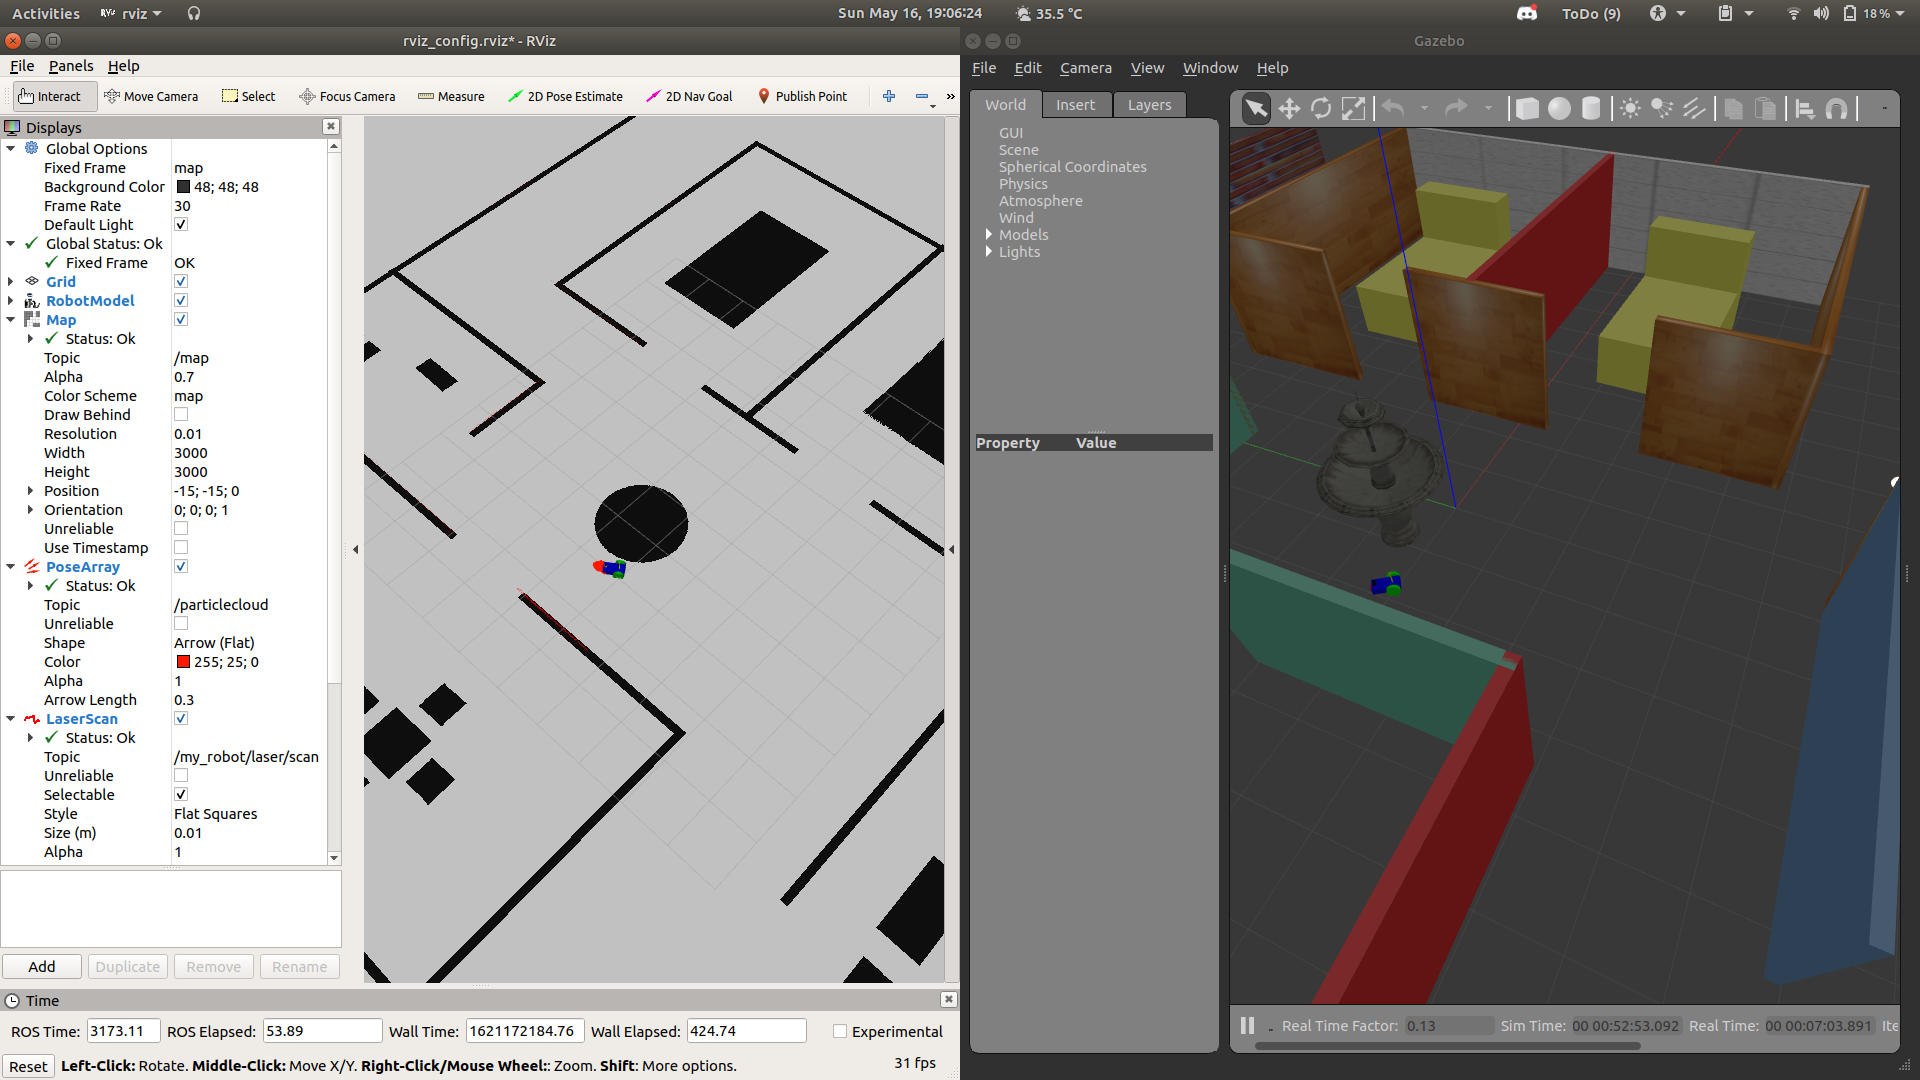 Activities rviz Sun May 16, 19:06:24 35.5 °C ToDo (9) 18%
rviz_config.rviz* - RViz
File Panels Help
Interact Move Camera Select Focus Camera Measure 2D Pose Estimate 2D Nav Goal Publish Point »
Displays
Global Options
Fixed Frame map
Background Color 48; 48; 48
Frame Rate 30
Default Light
Global Status: Ok
Fixed Frame OK
Grid
RobotModel
Map
Status: Ok
Topic /map
Alpha 0.7
Color Scheme map
Draw Behind
Resolution 0.01
Width 3000
Height 3000
Position -15; -15; 0
Orientation 0; 0; 0; 1
Unreliable
Use Timestamp
PoseArray
Status: Ok
Topic /particlecloud
Unreliable
Shape Arrow (Flat)
Color 255; 25; 0
Alpha 1
Arrow Length 0.3
LaserScan
Status: Ok
Topic /my_robot/laser/scan
Unreliable
Selectable
Style Flat Squares
Size (m) 0.01
Alpha 1
Add Duplicate Remove Rename
Time
ROS Time: 3173.11 ROS Elapsed: 53.89 Wall Time: 1621172184.76 Wall Elapsed: 424.74 Experimental
Reset Left-Click: Rotate. Middle-Click: Move X/Y. Right-Click/Mouse Wheel:: Zoom. Shift: More options. 31 fps
Gazebo
File Edit Camera View Window Help
World Insert Layers
GUI
Scene
Spherical Coordinates
Physics
Atmosphere
Wind
Models
Lights
Property Value
Real Time Factor: 0.13 Sim Time: 00 00:52:53.092 Real Time: 00 00:07:03.891 Ite